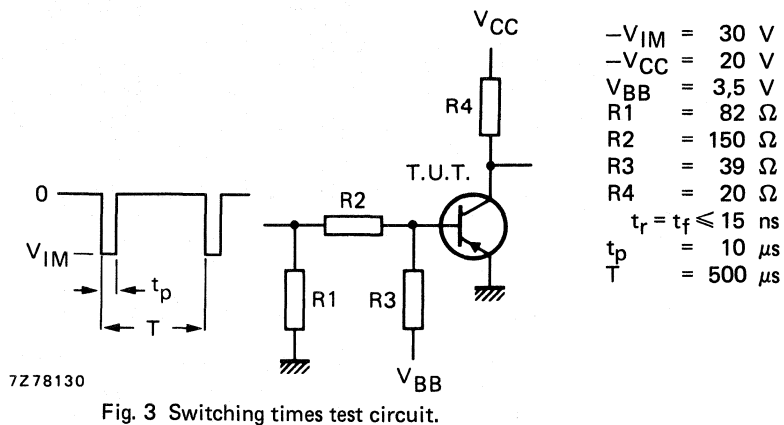 V_CC
R4
T.U.T.
0
R2
V_IM
t_p
R1
R3
T
V_BB
7Z78130
Fig. 3 Switching times test circuit.
−V_IM = 30 V
−V_CC = 20 V
V_BB = 3,5 V
R1 = 82 Ω
R2 = 150 Ω
R3 = 39 Ω
R4 = 20 Ω
t_r = t_f ⩽ 15 ns
t_p = 10 μs
T = 500 μs